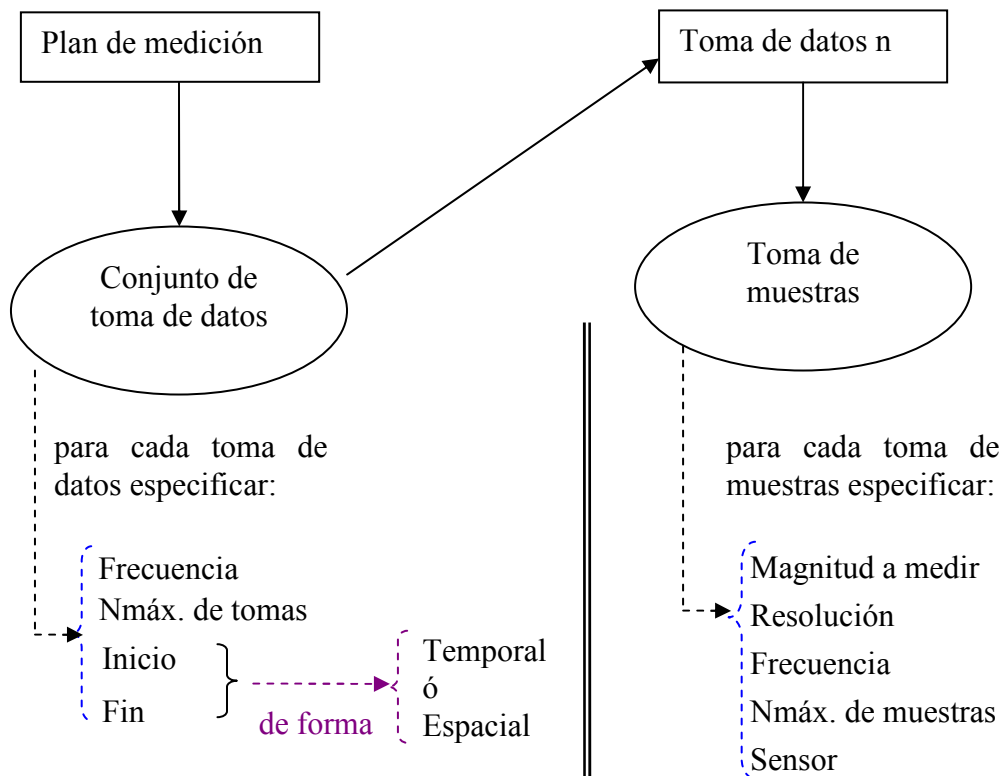 Plan de medición
Toma de datos n
Conjunto de
toma de datos
Toma de
muestras
para cada toma de
datos especificar:
Frecuencia
Nmáx. de tomas
Inicio
Fin
de forma
Temporal
ó
Espacial
para cada toma de
muestras especificar:
Magnitud a medir
Resolución
Frecuencia
Nmáx. de muestras
Sensor